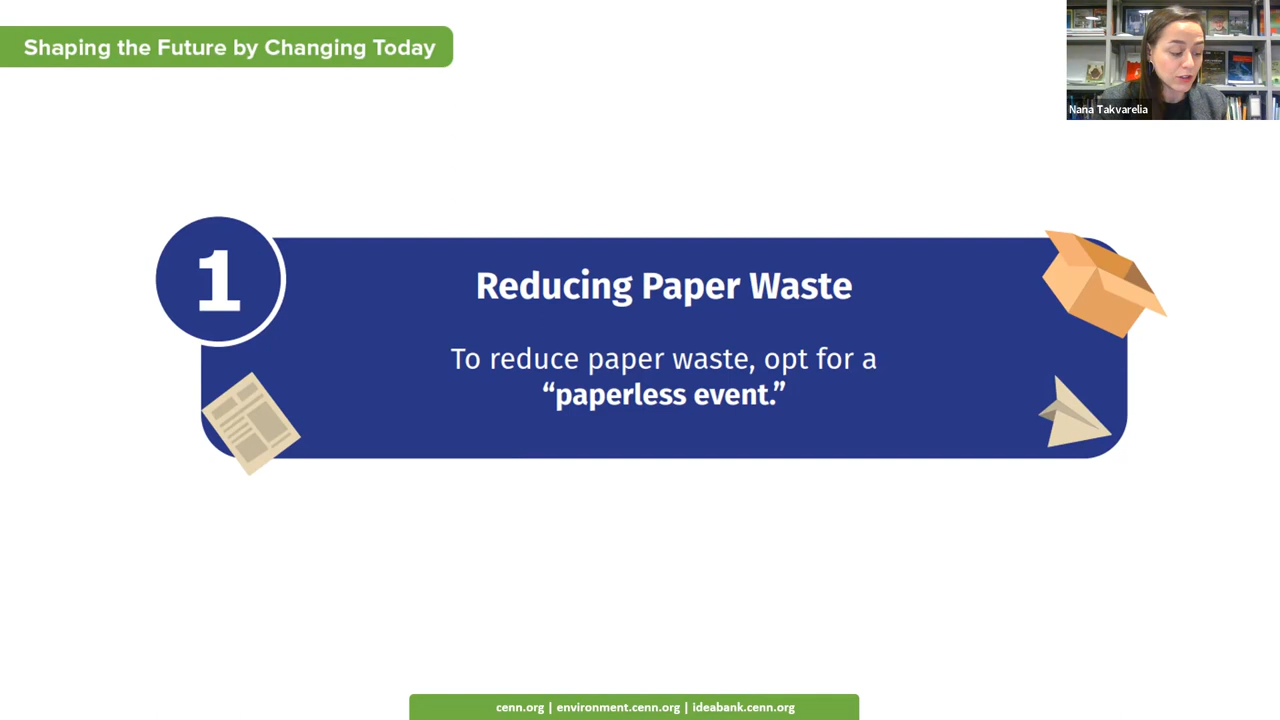 Shaping the Future by Changing Today
Nana Takvarelia
1
Reducing Paper Waste
To reduce paper waste, opt for a
“paperless event.”
cenn.org | environment.cenn.org | ideabank.cenn.org